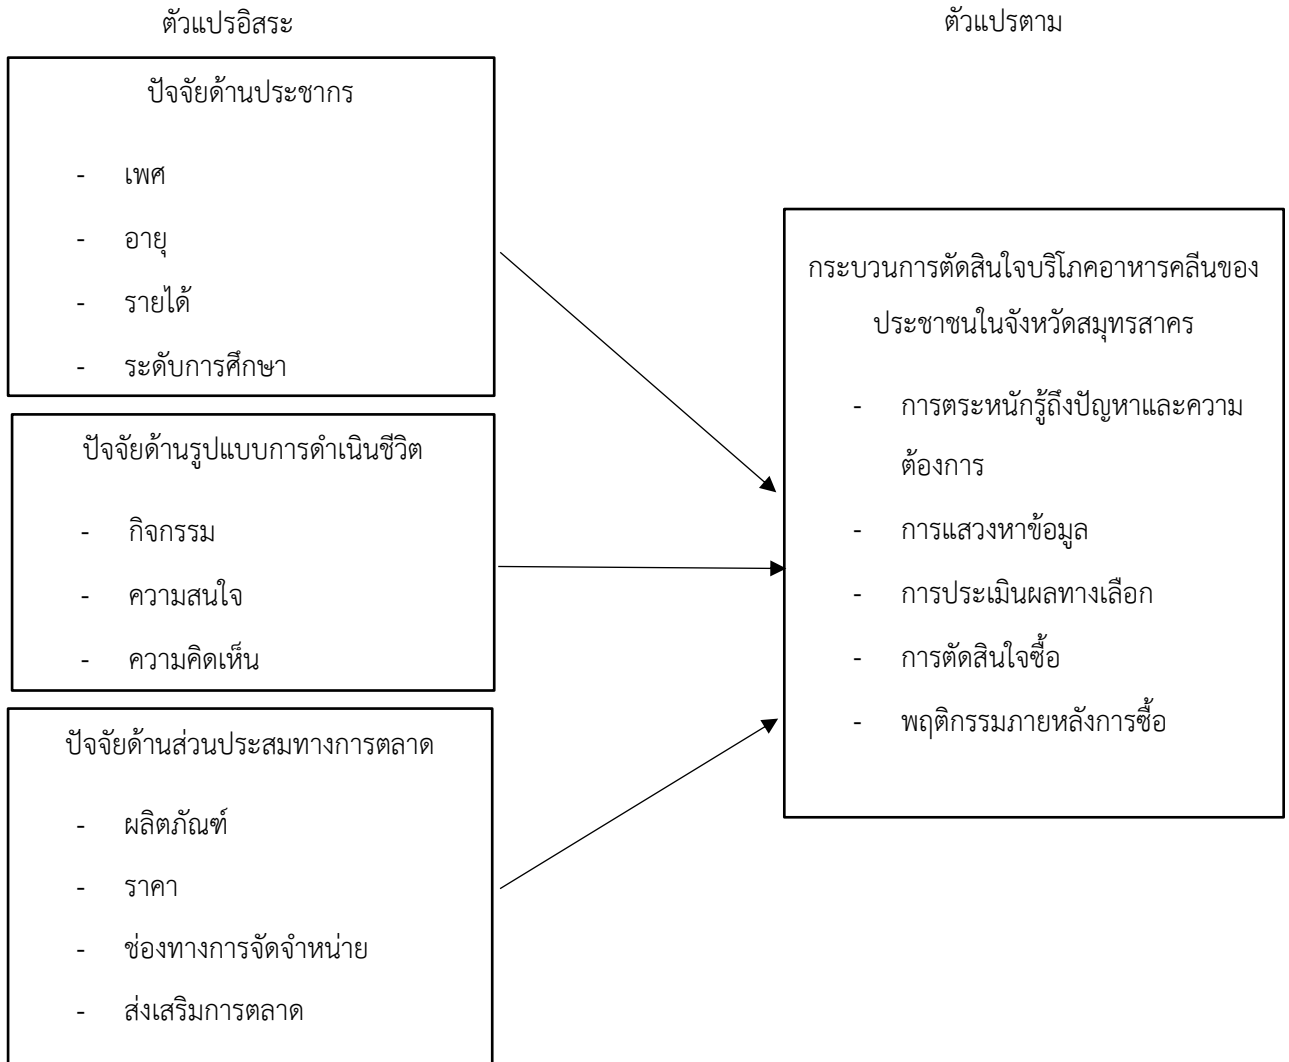 ตัวแปรอิสระ
ตัวแปรตาม
ปัจจัยด้านประชากร
- เพศ
- อายุ
- รายได้
- ระดับการศึกษา
ปัจจัยด้านรูปแบบการดำเนินชีวิต
- กิจกรรม
- ความสนใจ
- ความคิดเห็น
ปัจจัยด้านส่วนประสมทางการตลาด
- ผลิตภัณฑ์
- ราคา
- ช่องทางการจัดจำหน่าย
- ส่งเสริมการตลาด
กระบวนการตัดสินใจบริโภคอาหารคลีนของ
ประชาชนในจังหวัดสมุทรสาคร
- การตระหนักรู้ถึงปัญหาและความ
ต้องการ
- การแสวงหาข้อมูล
- การประเมินผลทางเลือก
- การตัดสินใจซื้อ
- พฤติกรรมภายหลังการซื้อ